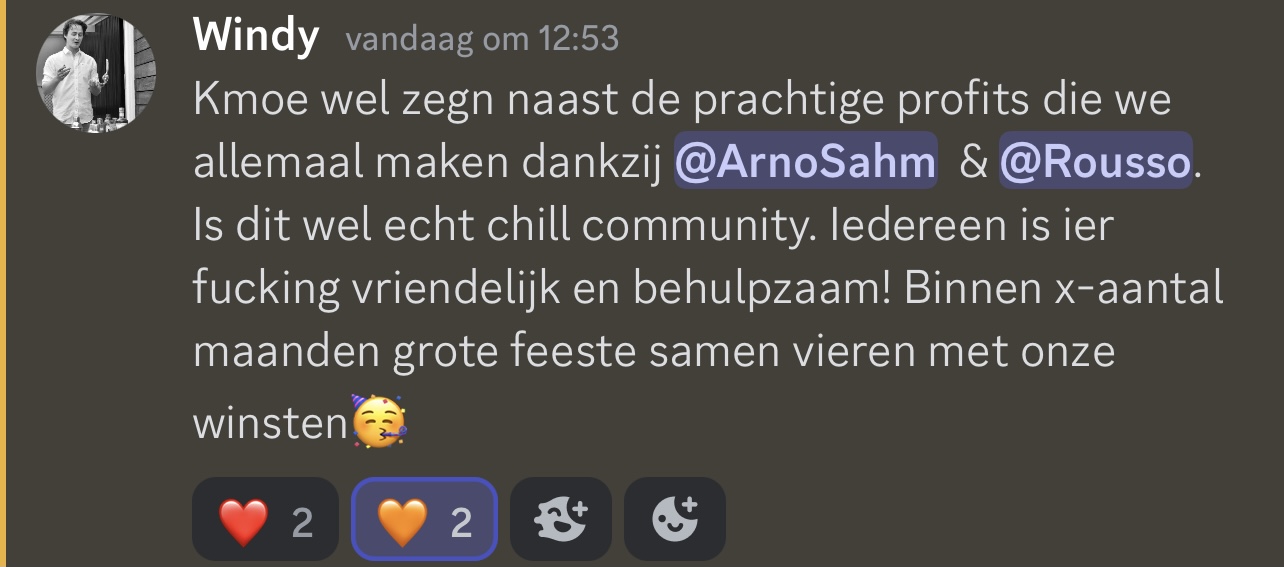 Windy vandaag om 12:53
Kmoe wel zegn naast de prachtige profits die we
allemaal maken dankzij @ArnoSahm & @Rousso.
Is dit wel echt chill community. Iedereen is ier
fucking vriendelijk en behulpzaam! Binnen x-aantal
maanden grote feeste samen vieren met onze
winsten🥳
❤️ 2 🧡 2